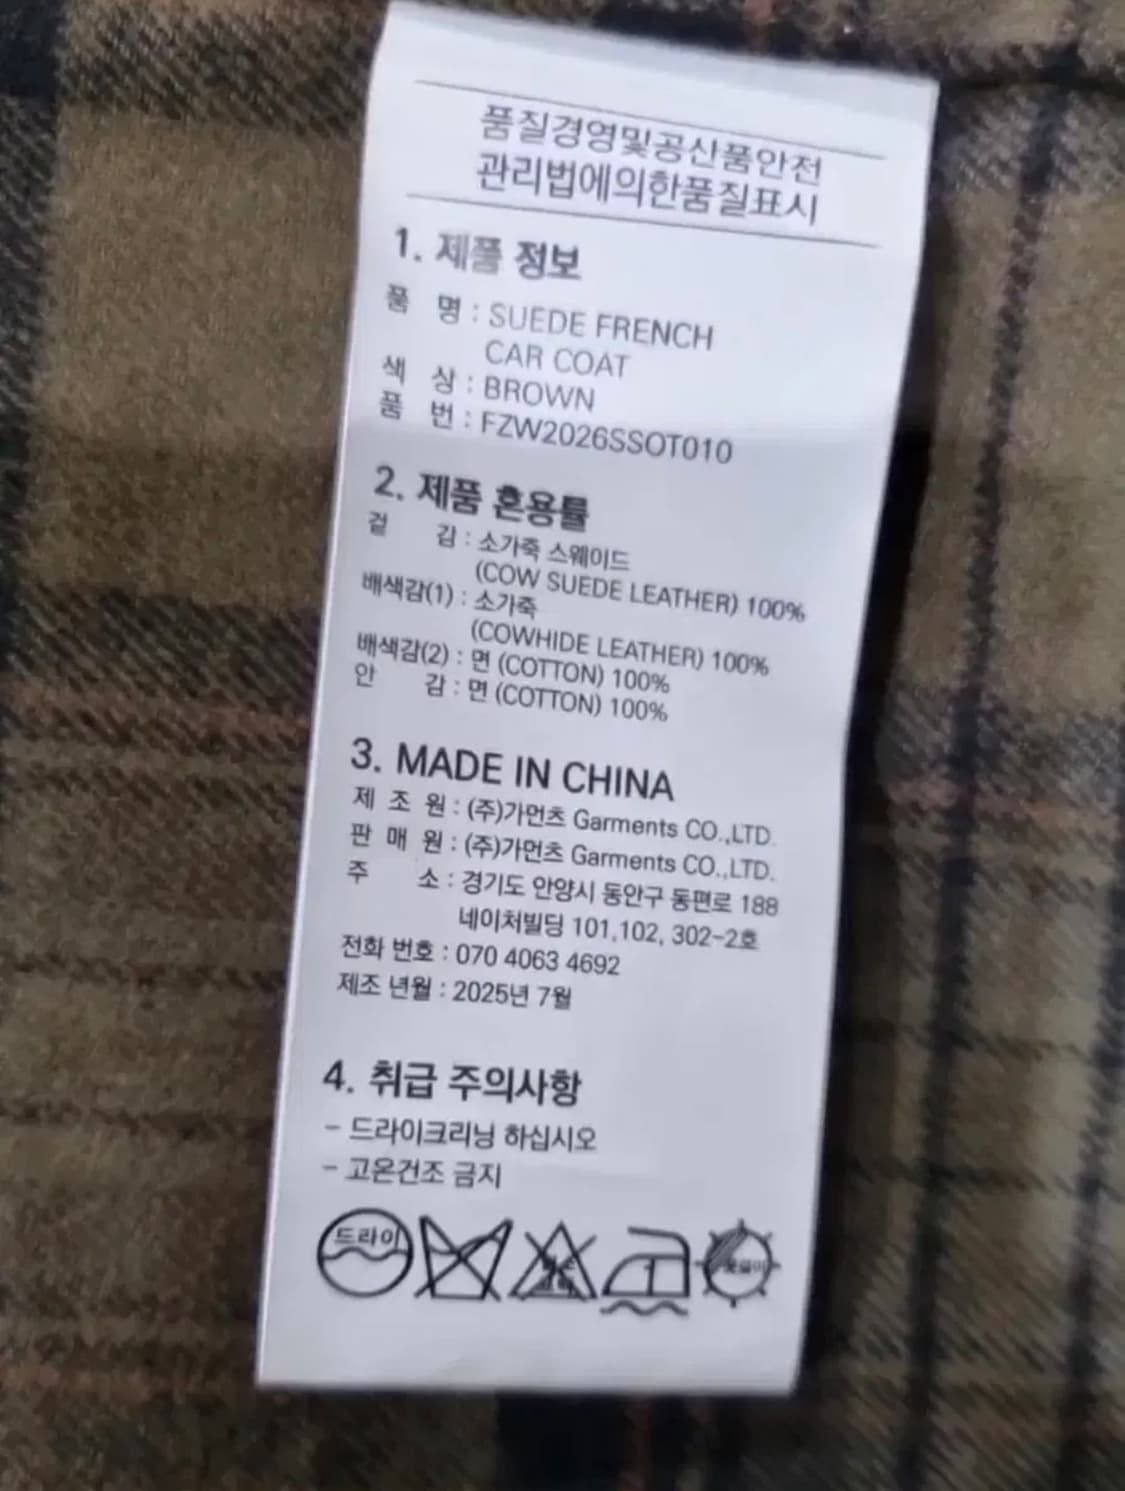 품질경영및공산품안전
관리법에의한품질표시
1. 제품 정보
품 명 : SUEDE FRENCH
CAR COAT
색 상 : BROWN
품 번 : FZW2026SSOT010
2. 제품 혼용률
겉 감 : 소가죽 스웨이드
(COW SUEDE LEATHER) 100%
배색감(1) : 소가죽
(COWHIDE LEATHER) 100%
배색감(2) : 면 (COTTON) 100%
안 감 : 면 (COTTON) 100%
3. MADE IN CHINA
제 조 원 : (주)가먼츠 Garments CO.,LTD.
판 매 원 : (주)가먼츠 Garments CO.,LTD.
주 소 : 경기도 안양시 동안구 동편로 188
네이처빌딩 101,102, 302-2호
전화 번호 : 070 4063 4692
제조 년월 : 2025년 7월
4. 취급 주의사항
- 드라이크리닝 하십시오
- 고온건조 금지
드라이